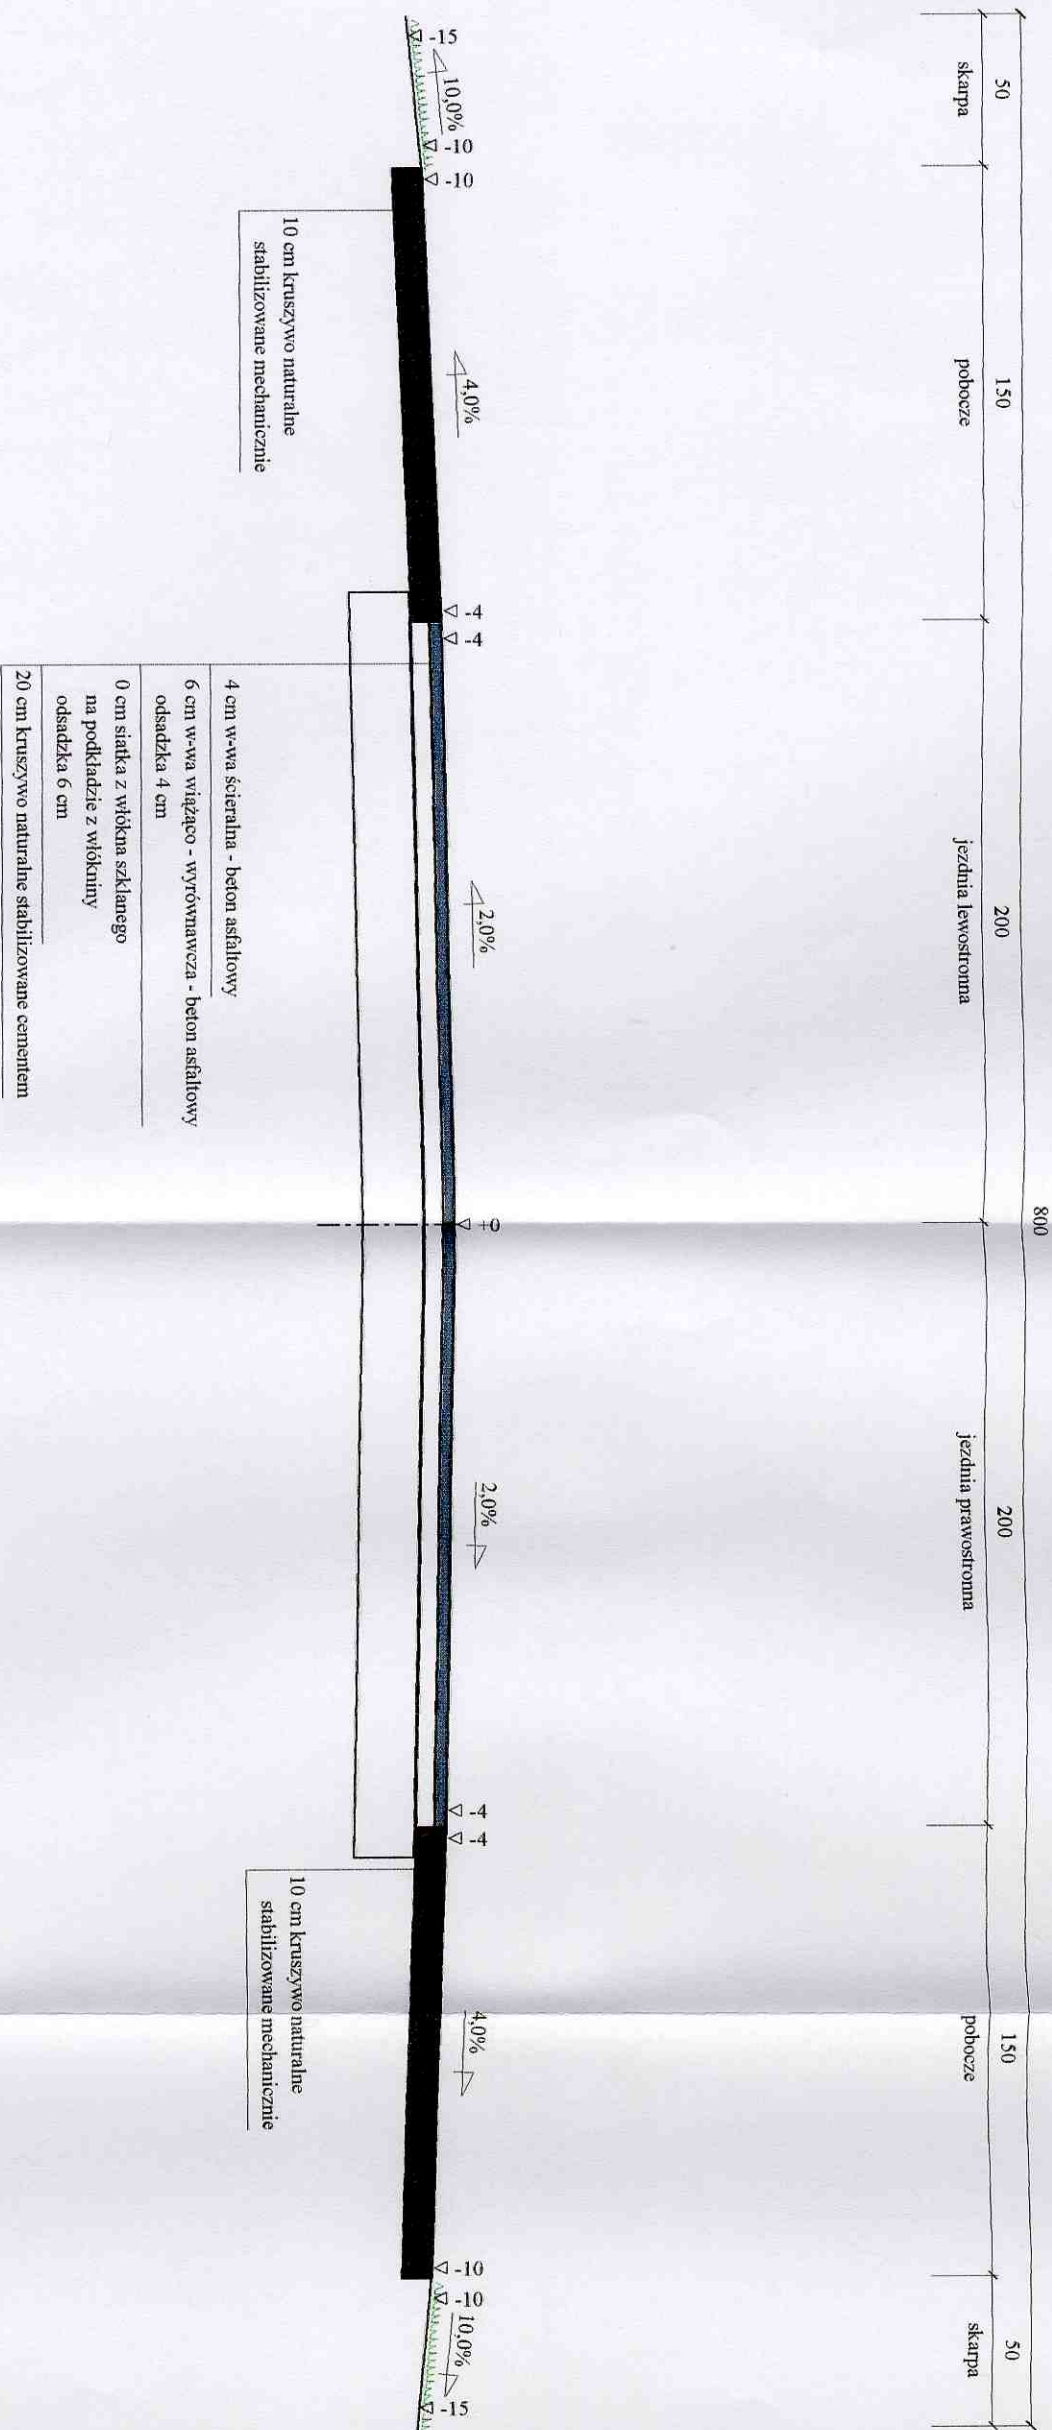 800
50
150
200
200
150
50
skarpa
pobocze
jezdnia lewostronna
jezdnia prawostronna
pobocze
skarpa
-15
10,0%
-10
-10
4,0%
-4
-4
2,0%
+0
2,0%
-4
-4
4,0%
-10
-10
10,0%
-15
10 cm kruszywo naturalne
stabilizowane mechanicznie
4 cm w-wa ścieralna - beton asfaltowy
6 cm w-wa wiążąco - wyrównawcza - beton asfaltowy
odsadzka 4 cm
0 cm siatka z włókna szklanego
na podkładzie z włókniny
odsadzka 6 cm
20 cm kruszywo naturalne stabilizowane cementem
10 cm kruszywo naturalne
stabilizowane mechanicznie